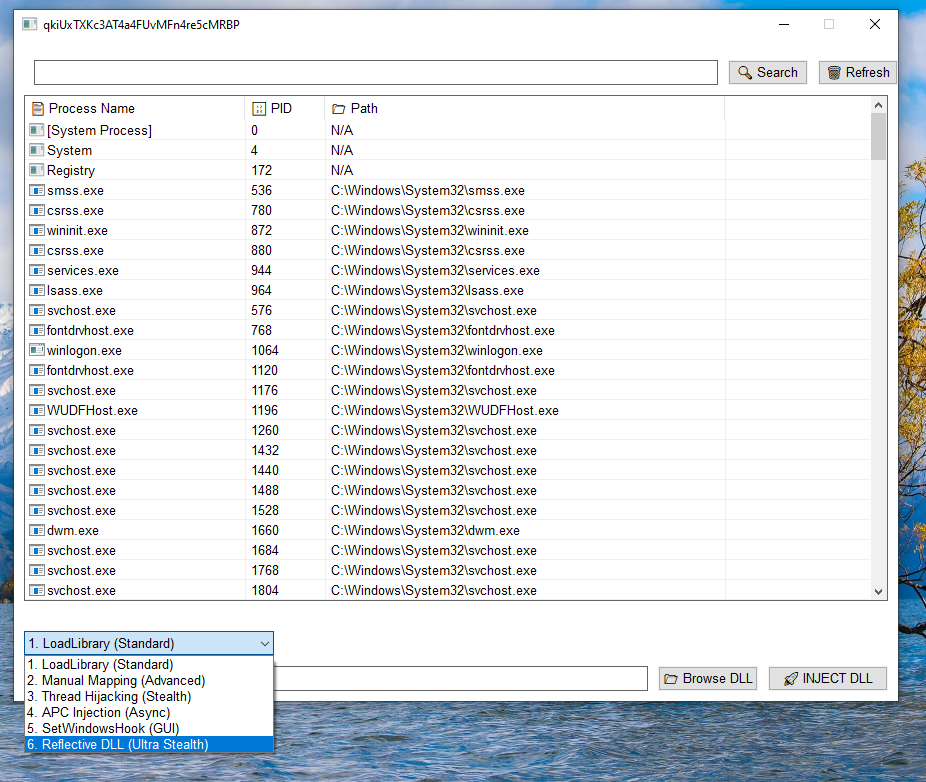 qkiUxTXKc3AT4a4FUvMFn4re5cMRBP
Search Refresh
Process Name PID Path
[System Process] 0 N/A
System 4 N/A
Registry 172 N/A
smss.exe 536 C:\Windows\System32\smss.exe
csrss.exe 780 C:\Windows\System32\csrss.exe
wininit.exe 872 C:\Windows\System32\wininit.exe
csrss.exe 880 C:\Windows\System32\csrss.exe
services.exe 944 C:\Windows\System32\services.exe
lsass.exe 964 C:\Windows\System32\lsass.exe
svchost.exe 576 C:\Windows\System32\svchost.exe
fontdrvhost.exe 768 C:\Windows\System32\fontdrvhost.exe
winlogon.exe 1064 C:\Windows\System32\winlogon.exe
fontdrvhost.exe 1120 C:\Windows\System32\fontdrvhost.exe
svchost.exe 1176 C:\Windows\System32\svchost.exe
WUDFHost.exe 1196 C:\Windows\System32\WUDFHost.exe
svchost.exe 1260 C:\Windows\System32\svchost.exe
svchost.exe 1432 C:\Windows\System32\svchost.exe
svchost.exe 1440 C:\Windows\System32\svchost.exe
svchost.exe 1488 C:\Windows\System32\svchost.exe
svchost.exe 1528 C:\Windows\System32\svchost.exe
dwm.exe 1660 C:\Windows\System32\dwm.exe
svchost.exe 1684 C:\Windows\System32\svchost.exe
svchost.exe 1768 C:\Windows\System32\svchost.exe
svchost.exe 1804 C:\Windows\System32\svchost.exe
1. LoadLibrary (Standard)
1. LoadLibrary (Standard)
2. Manual Mapping (Advanced)
3. Thread Hijacking (Stealth)
4. APC Injection (Async)
5. SetWindowsHook (GUI)
6. Reflective DLL (Ultra Stealth)
Browse DLL INJECT DLL